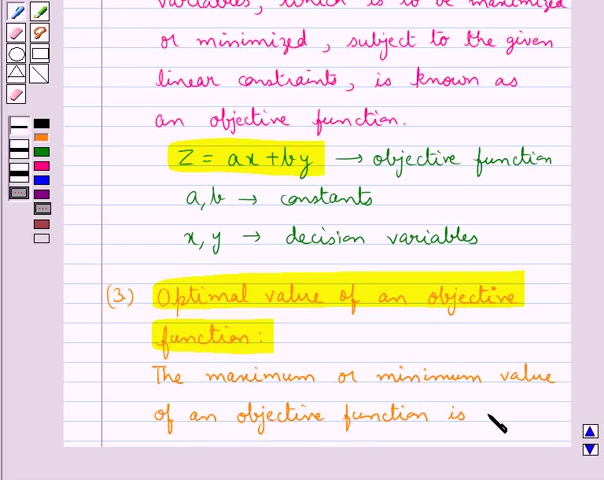 variables, which is to be maximized
or minimized, subject to the given
linear constraints, is known as
an objective function.
Z = ax + by → objective function
a, b → constants
x, y → decision variables
(3) Optimal value of an objective
function:
The maximum or minimum value
of an objective function is